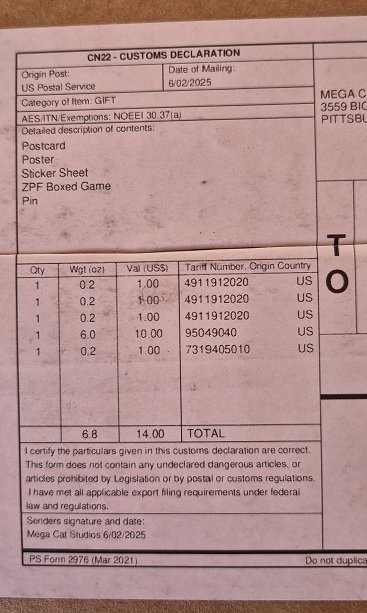 CN22 - CUSTOMS DECLARATION
Origin Post:
US Postal Service
Date of Mailing:
6/02/2025
Category of Item: GIFT
AES/ITN/Exemptions: NOEEI 30.37(a)
Detailed description of contents:
Postcard
Poster
Sticker Sheet
ZPF Boxed Game
Pin
MEGA C
3559 BIG
PITTSBU
TO
Qty Wgt (oz) Val (US$) Tariff Number, Origin Country
1 0.2 1.00 4911912020 US
1 0.2 1.00 4911912020 US
1 0.2 1.00 4911912020 US
1 6.0 10.00 95049040 US
1 0.2 1.00 7319405010 US
6.8 14.00 TOTAL
I certify the particulars given in this customs declaration are correct.
This form does not contain any undeclared dangerous articles, or
articles prohibited by Legislation or by postal or customs regulations.
I have met all applicable export filing requirements under federal
law and regulations.
Senders signature and date:
Mega Cat Studios 6/02/2025
PS Form 2976 (Mar 2021)
Do not duplica